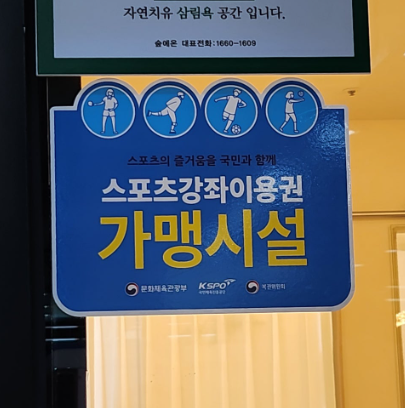 자연치유 삼림욕 공간 입니다.
숲애온 대표전화:1660-1609
스포츠의 즐거움을 국민과 함께
스포츠강좌이용권
가맹시설
문화체육관광부 KSPO